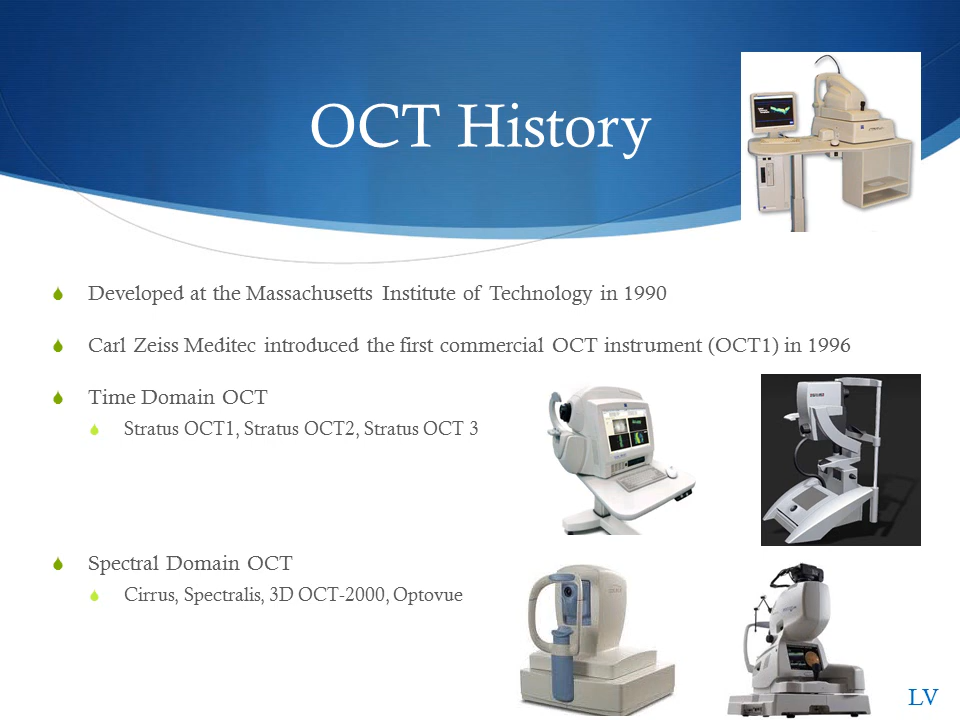 OCT History
Developed at the Massachusetts Institute of Technology in 1990
Carl Zeiss Meditec introduced the first commercial OCT instrument (OCT1) in 1996
Time Domain OCT
Stratus OCT1, Stratus OCT2, Stratus OCT 3
Spectral Domain OCT
Cirrus, Spectralis, 3D OCT-2000, Optovue
LV